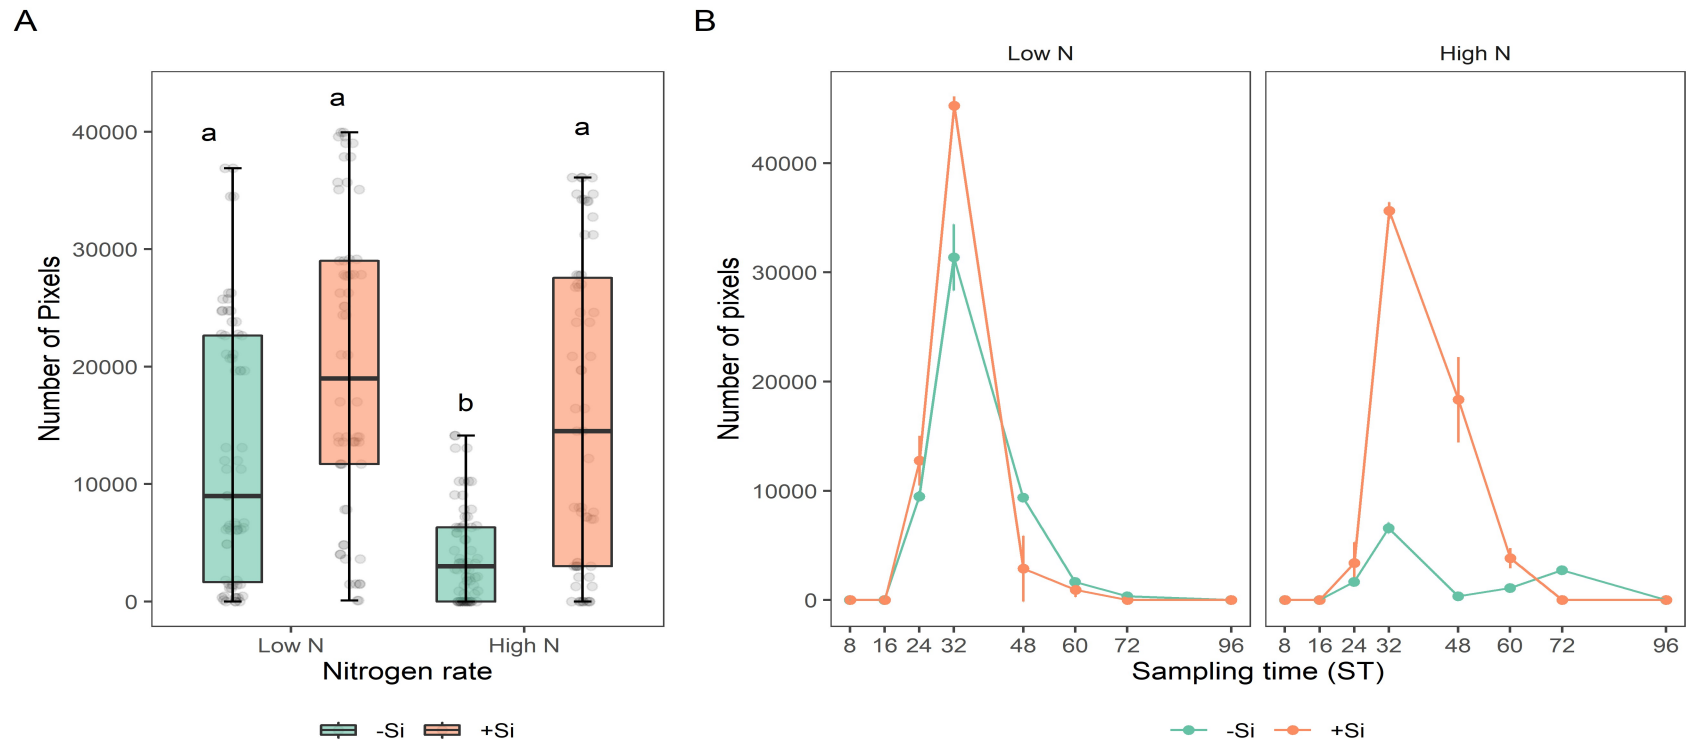 A
B
Low N
High N
Number of Pixels
40000
30000
20000
10000
0
a
a
b
a
Low N
High N
Nitrogen rate
-Si
+Si
Number of pixels
40000
30000
20000
10000
0
8 16 24 32 48 60 72 96
8 16 24 32 48 60 72 96
Sampling time (ST)
-Si
+Si